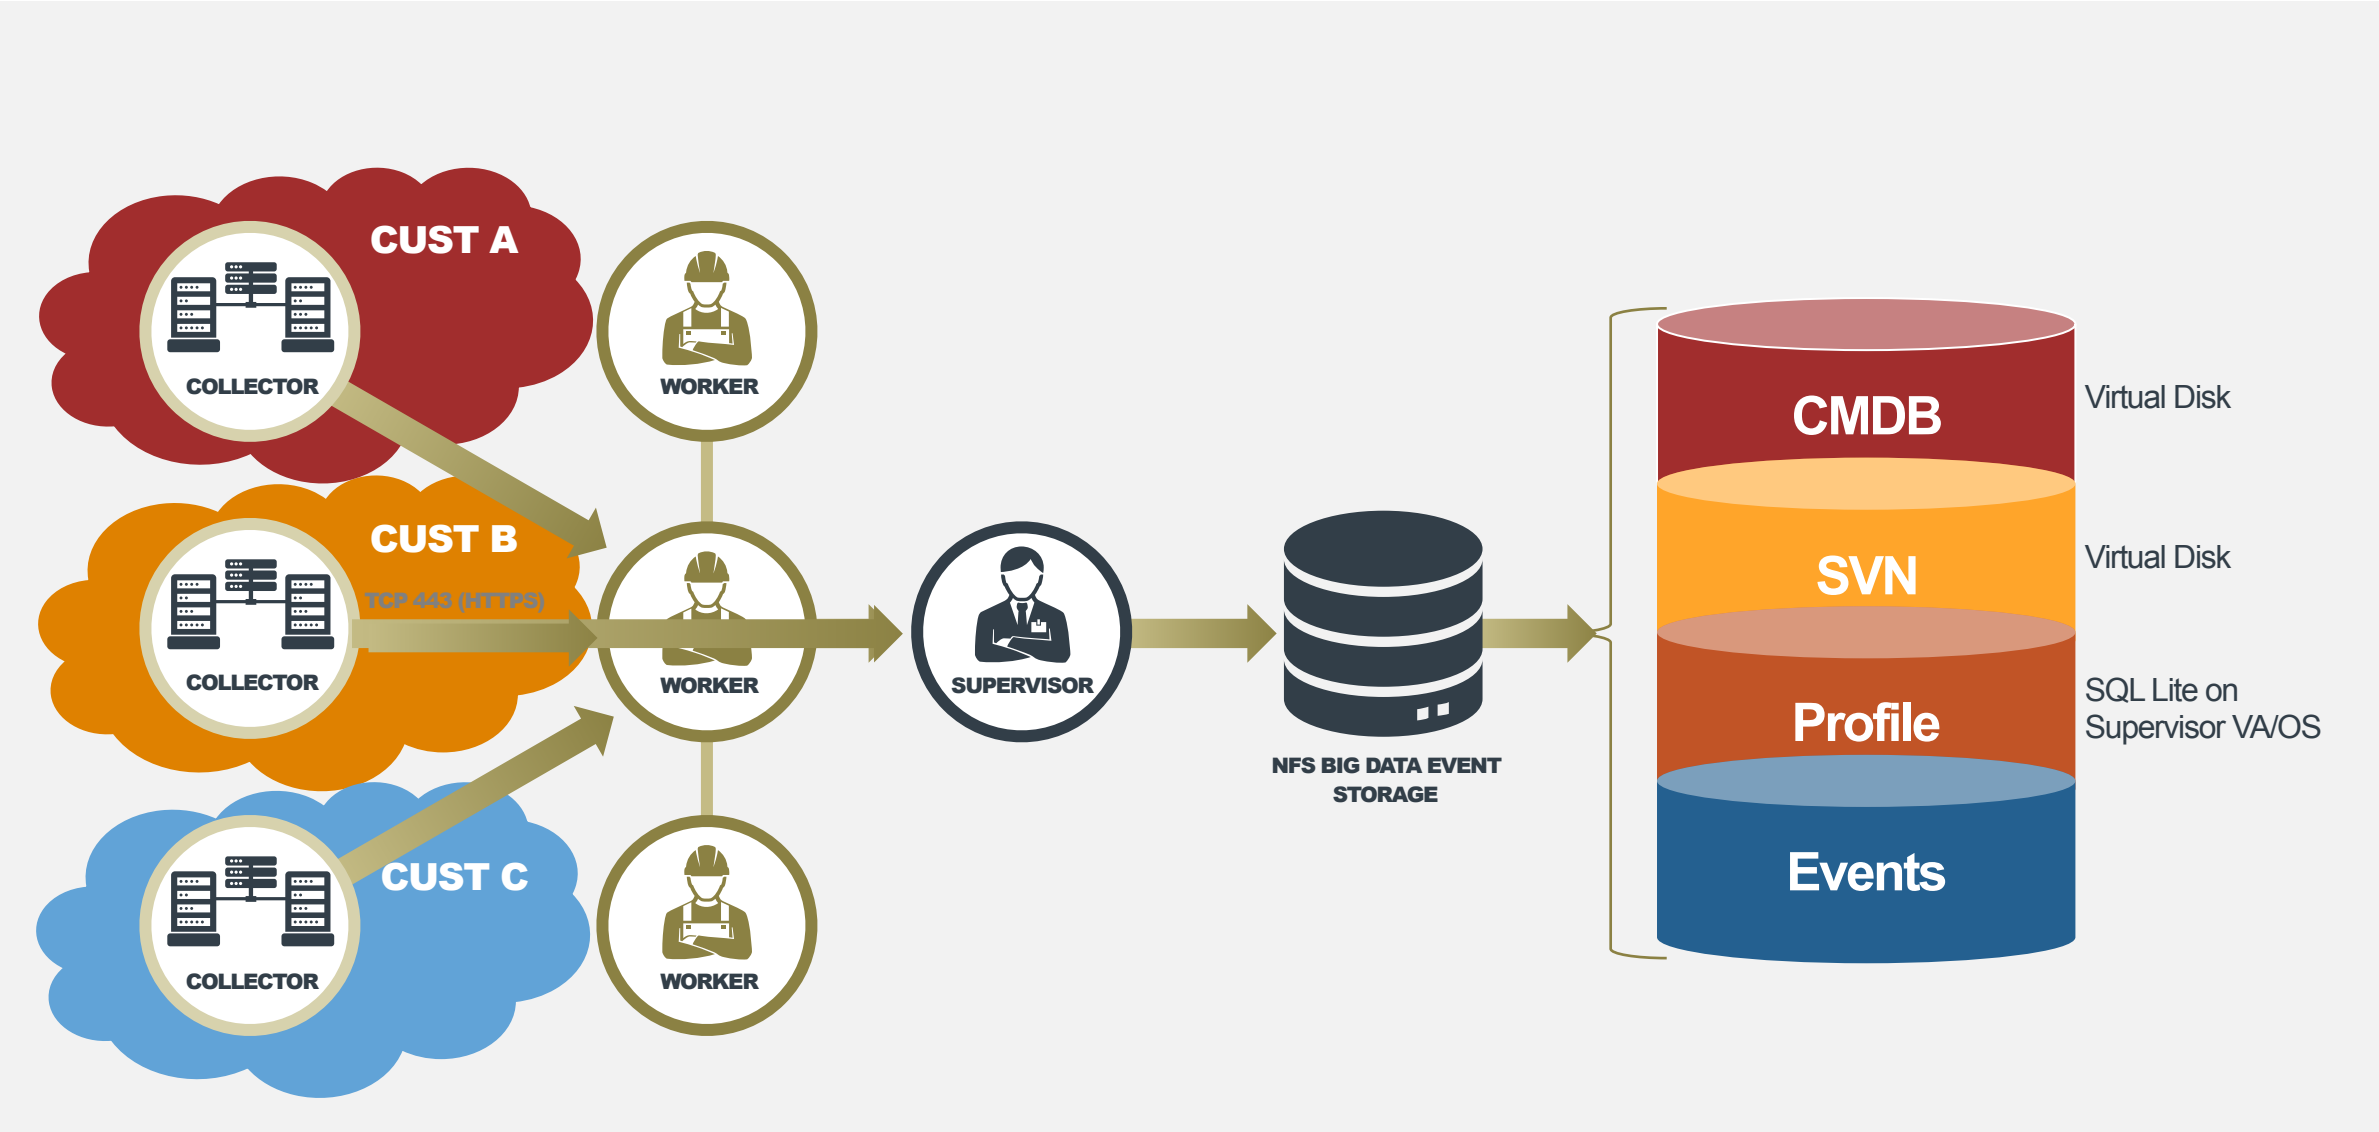 CUST A
COLLECTOR
WORKER
CUST B
TCP 443 (HTTPS)
COLLECTOR
WORKER
SUPERVISOR
CUST C
COLLECTOR
WORKER
NFS BIG DATA EVENT
STORAGE
CMDB
Virtual Disk
SVN
Virtual Disk
Profile
SQL Lite on
Supervisor VA/OS
Events